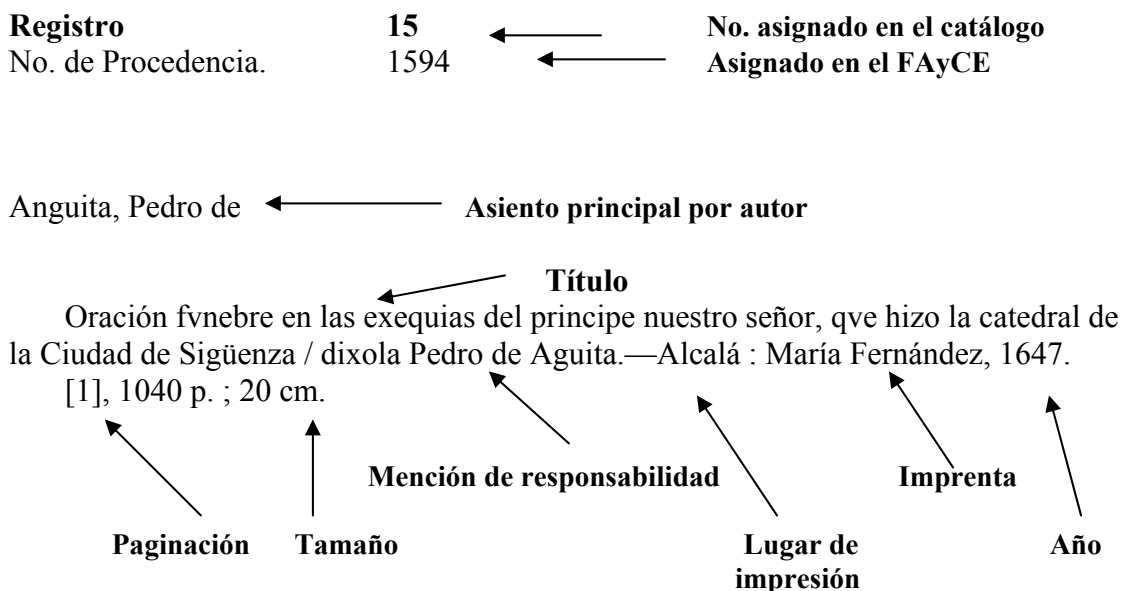 Registro 15 No. asignado en el catálogo
No. de Procedencia. 1594 Asignado en el FAyCE
Anguita, Pedro de Asiento principal por autor
Título
Oración fvnebre en las exequias del principe nuestro señor, qve hizo la catedral de
la Ciudad de Sigüenza / dixola Pedro de Aguita.—Alcalá : María Fernández, 1647.
[1], 1040 p. ; 20 cm.
Mención de responsabilidad Imprenta
Paginación Tamaño Lugar de Año
impresión